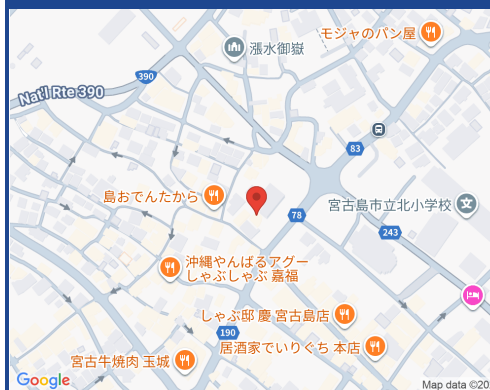 モジャのパン屋
漲水御嶽
390
Nat'l Rte 390
83
島おでんたから
宮古島市立北小学校
78
243
沖縄やんばるアグー
しゃぶしゃぶ 嘉福
しゃぶ邸 慶 宮古島店
190
居酒家でいりぐち 本店
宮古牛焼肉 玉城
Google
Map data ©20